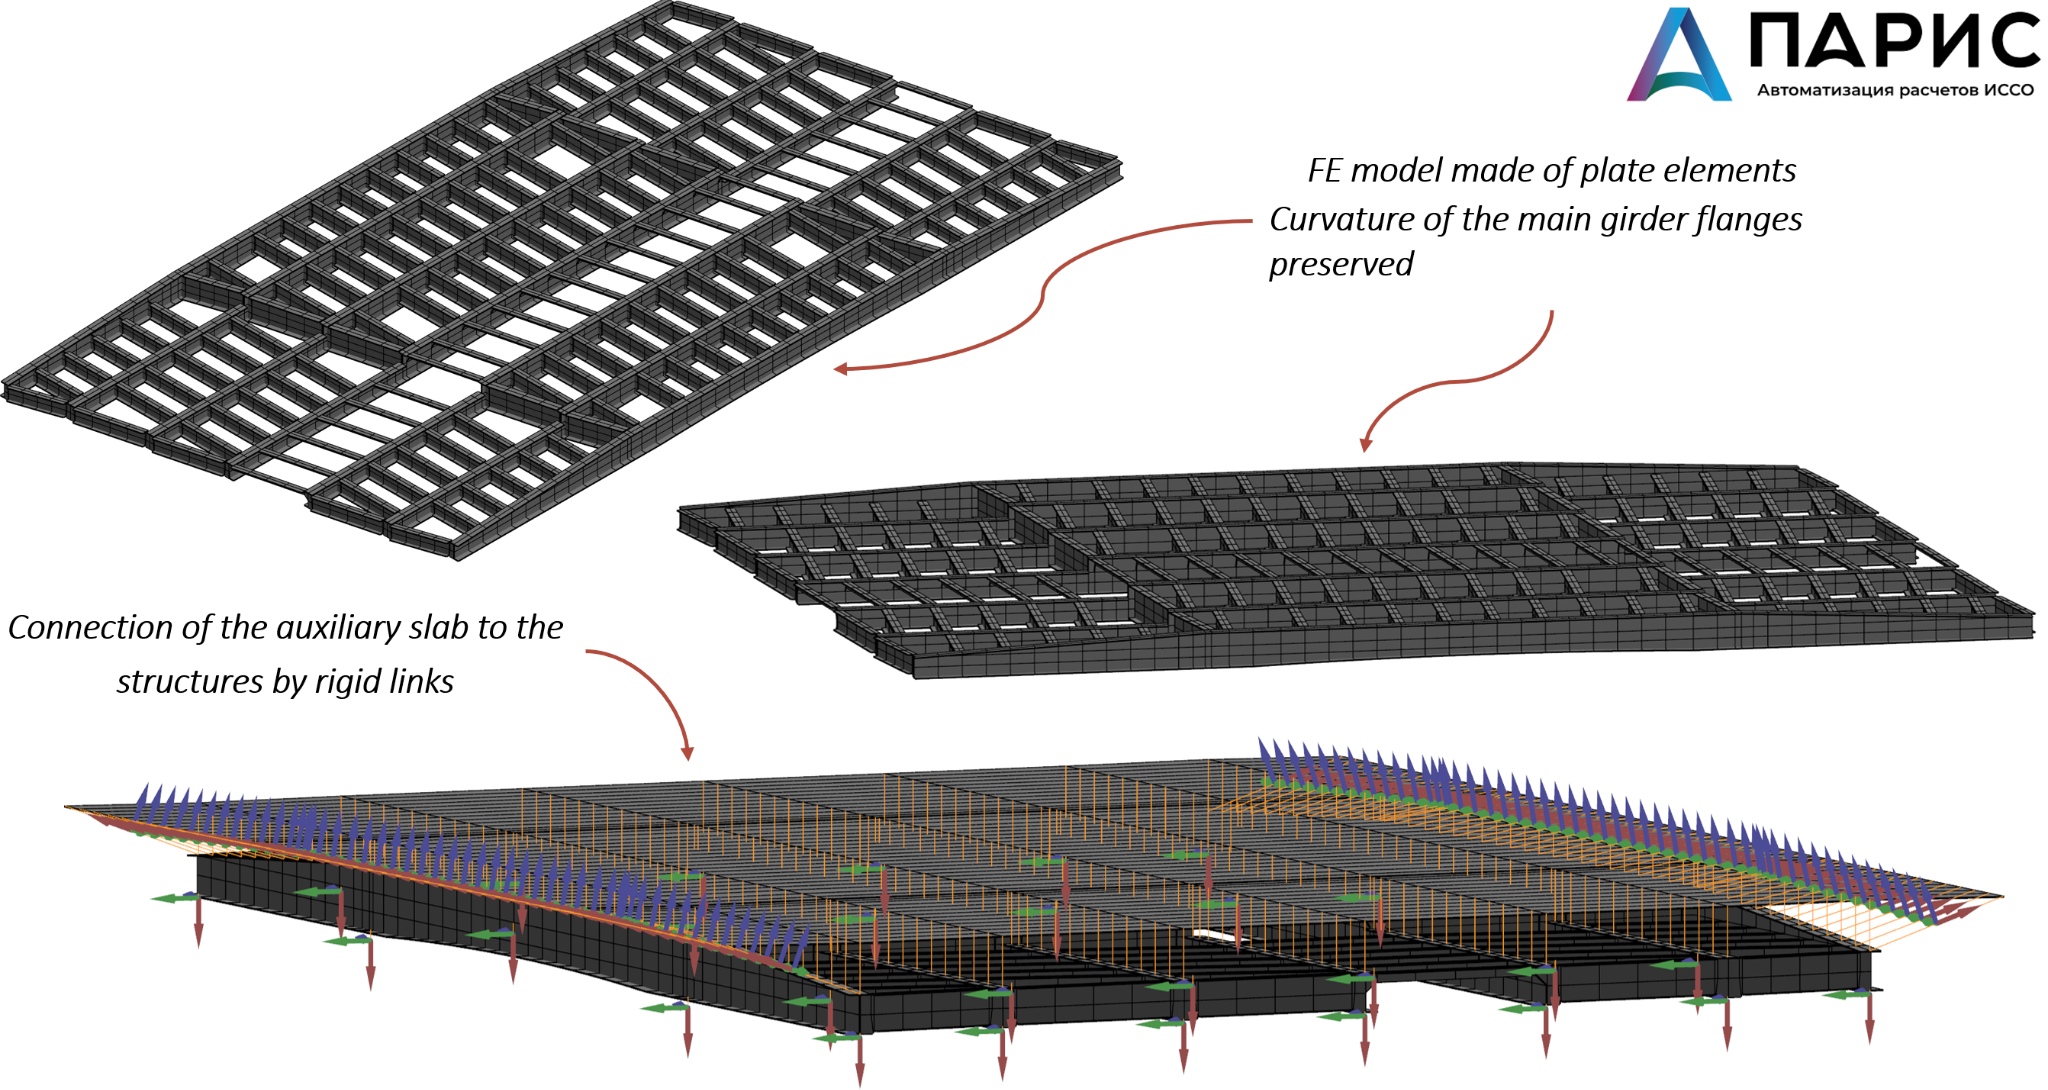 ПАРИС
Автоматизация расчетов ИССО
FE model made of plate elements
Curvature of the main girder flanges
preserved
Connection of the auxiliary slab to the
structures by rigid links